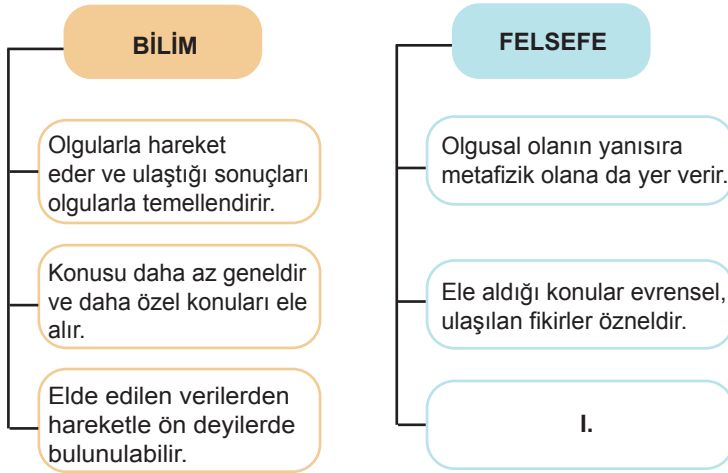 BİLİM
Olgularla hareket
eder ve ulaştığı sonuçları
olgularla temellendirir.
Konusu daha az geneldir
ve daha özel konuları ele
alır.
Elde edilen verilerden
hareketle ön deyilerde
bulunulabilir.
FELSEFE
Olgusal olanın yanısıra
metafizik olana da yer verir.
Ele aldığı konular evrensel,
ulaşılan fikirler özneldir.
I.